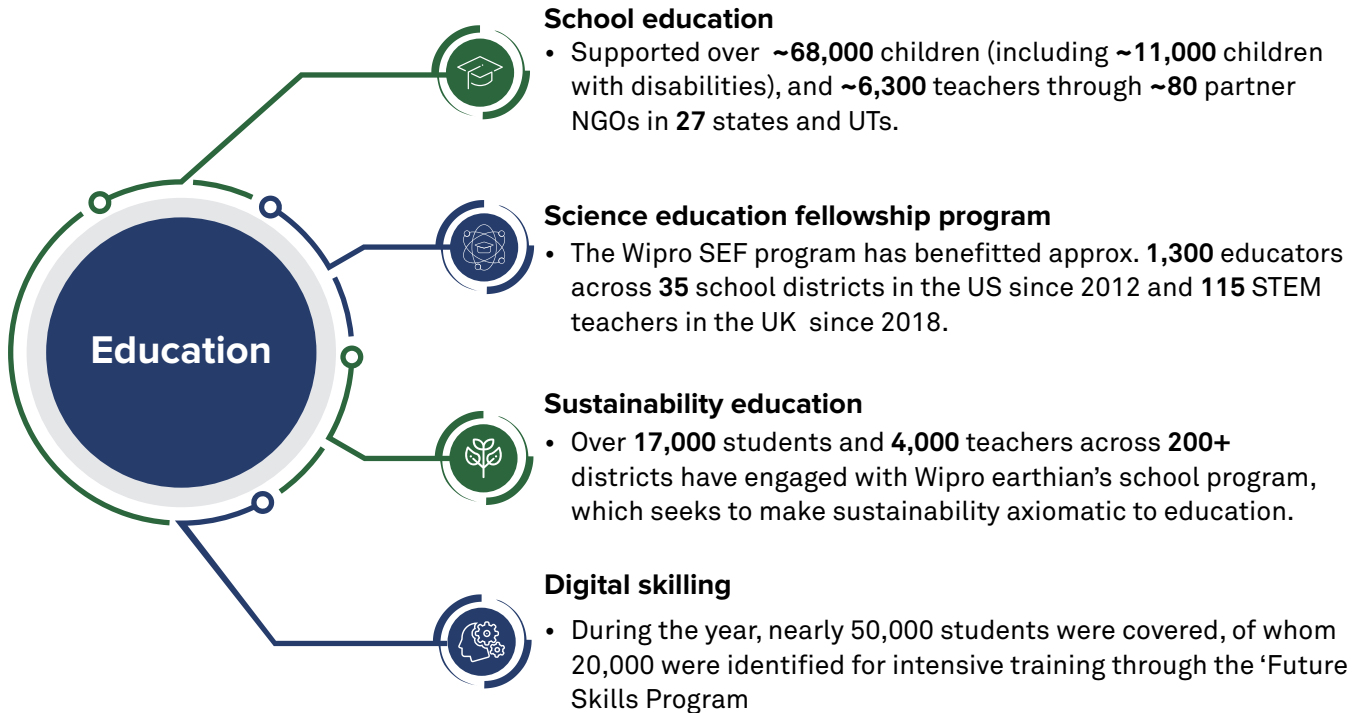 School education
• Supported over ~68,000 children (including ~11,000 children
with disabilities), and ~6,300 teachers through ~80 partner
NGOs in 27 states and UTs.
Science education fellowship program
• The Wipro SEF program has benefitted approx. 1,300 educators
across 35 school districts in the US since 2012 and 115 STEM
teachers in the UK since 2018.
Education
Sustainability education
• Over 17,000 students and 4,000 teachers across 200+
districts have engaged with Wipro earthian's school program,
which seeks to make sustainability axiomatic to education.
Digital skilling
• During the year, nearly 50,000 students were covered, of whom
20,000 were identified for intensive training through the ‘Future
Skills Program